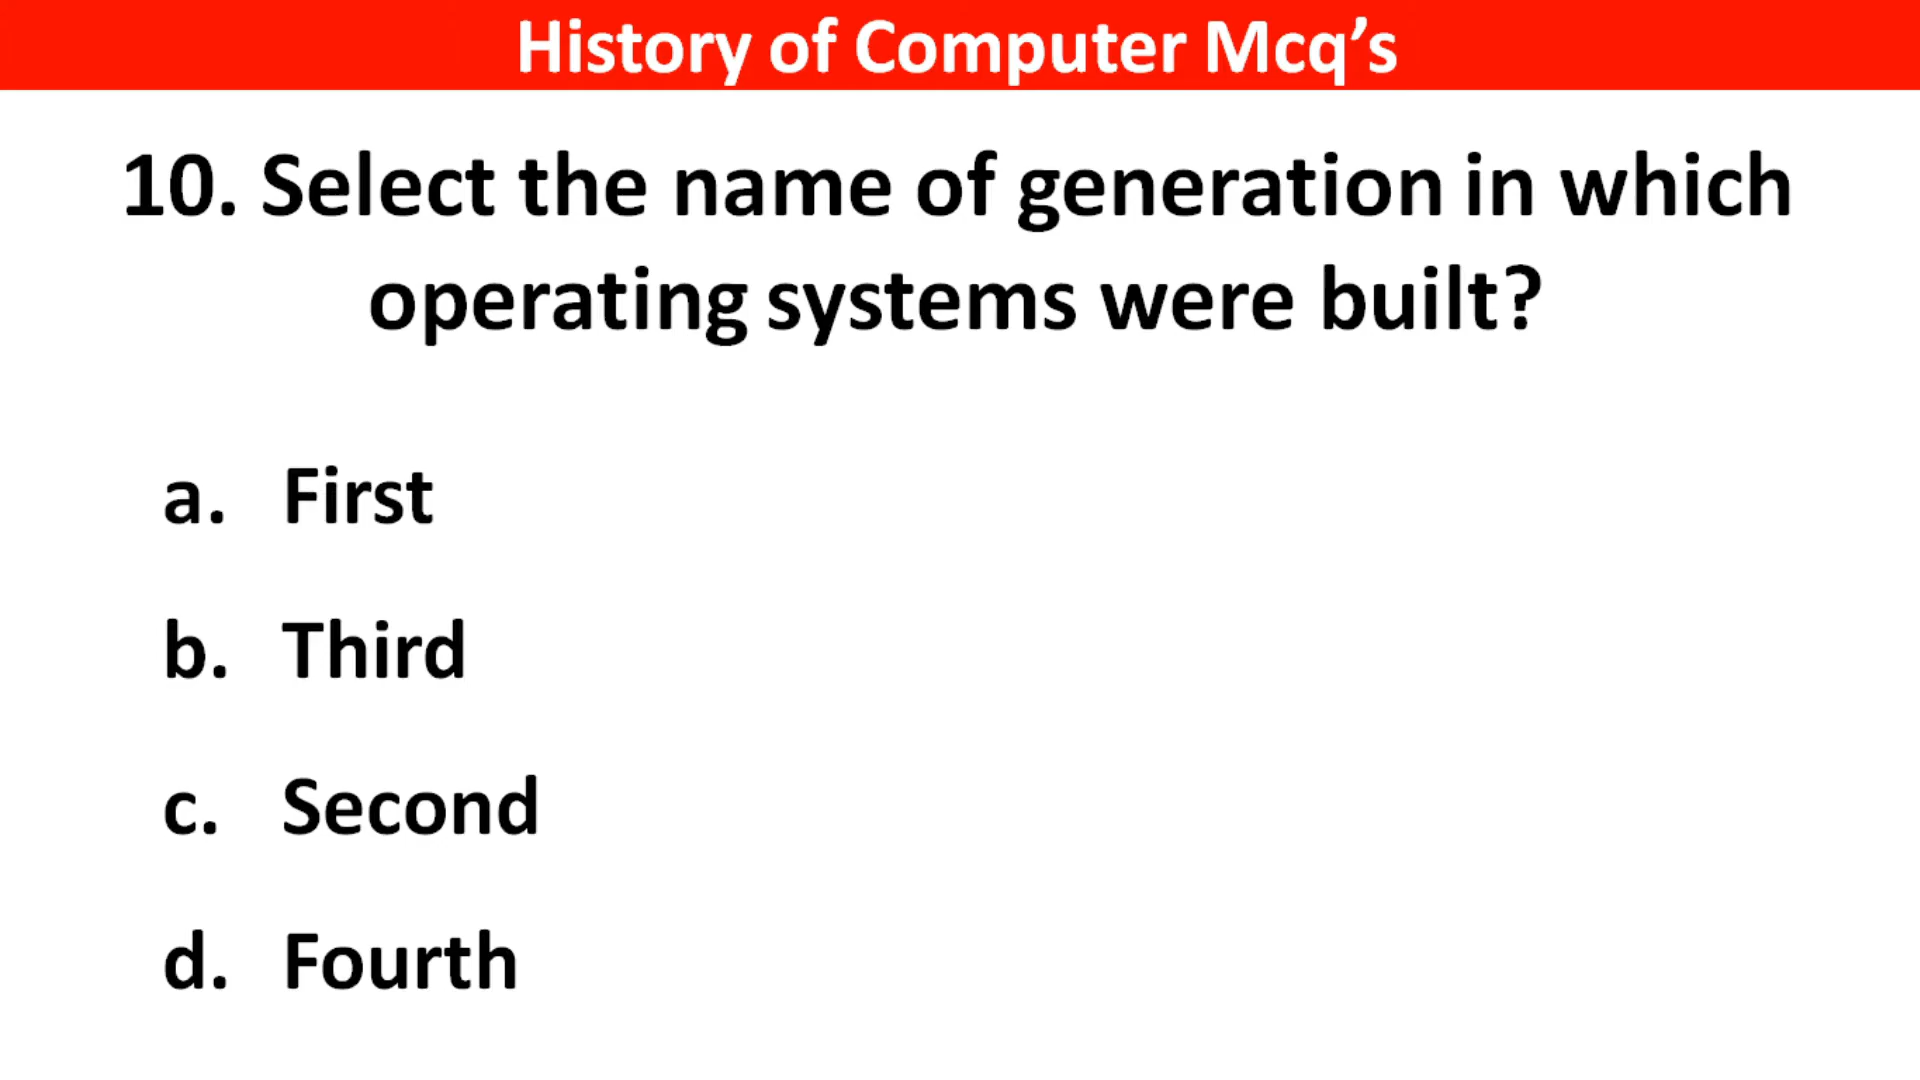 History of Computer Mcq’s
10. Select the name of generation in which
operating systems were built?
a. First
b. Third
c. Second
d. Fourth